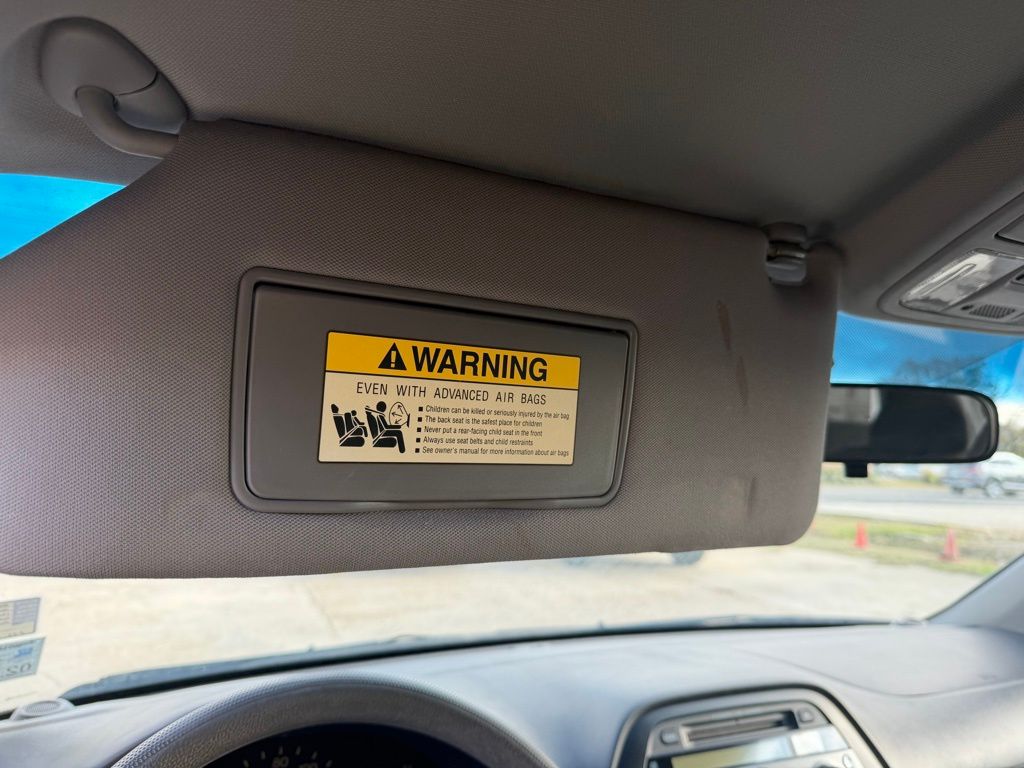 WARNING
EVEN WITH ADVANCED AIR BAGS
■ Children can be killed or seriously injured by the air bag
■ The back seat is the safest place for children
■ Never put a rear-facing child seat in the front
■ Always use seat belts and child restraints
■ See owner's manual for more information about air bags
80